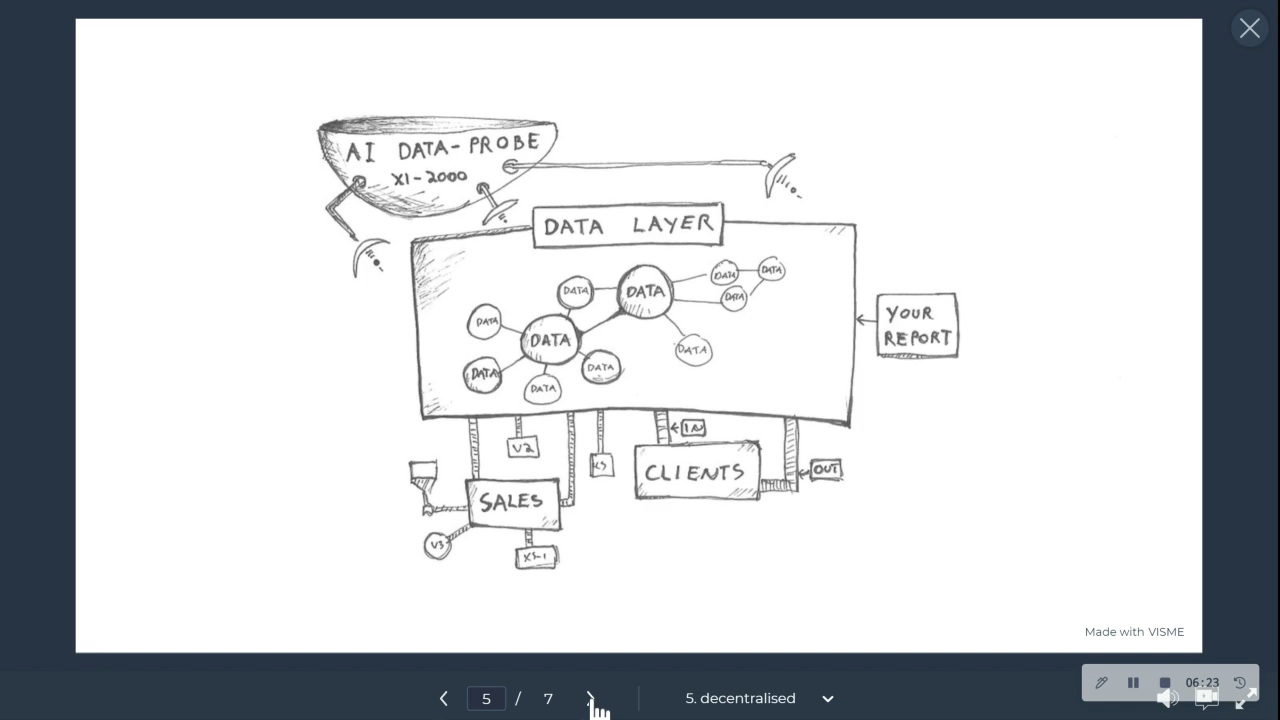 AI DATA-PROBE
XI-2000
DATA LAYER
DATA
DATA
DATA
DATA
DATA
DATA
DATA
DATA
DATA
DATA
DATA
YOUR
REPORT
V2
IN
CLIENTS
OUT
SALES
V3
Made with VISME
06:23
5 / 7
5. decentralised